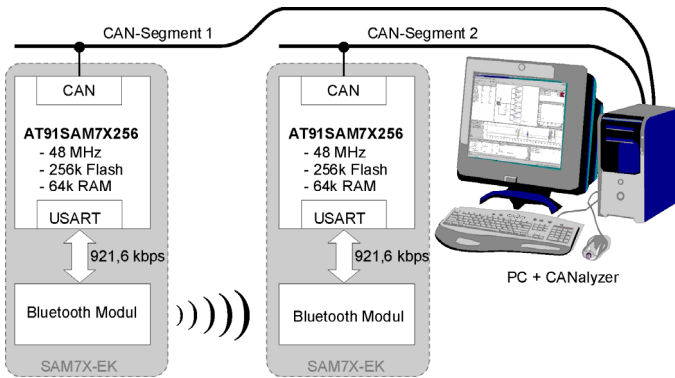 CAN-Segment 1
CAN-Segment 2
CAN
AT91SAM7X256
- 48 MHz
- 256k Flash
- 64k RAM
USART
921,6 kbps
Bluetooth Modul
SAM7X-EK
CAN
AT91SAM7X256
- 48 MHz
- 256k Flash
- 64k RAM
USART
921,6 kbps
Bluetooth Modul
SAM7X-EK
PC + CANalyzer